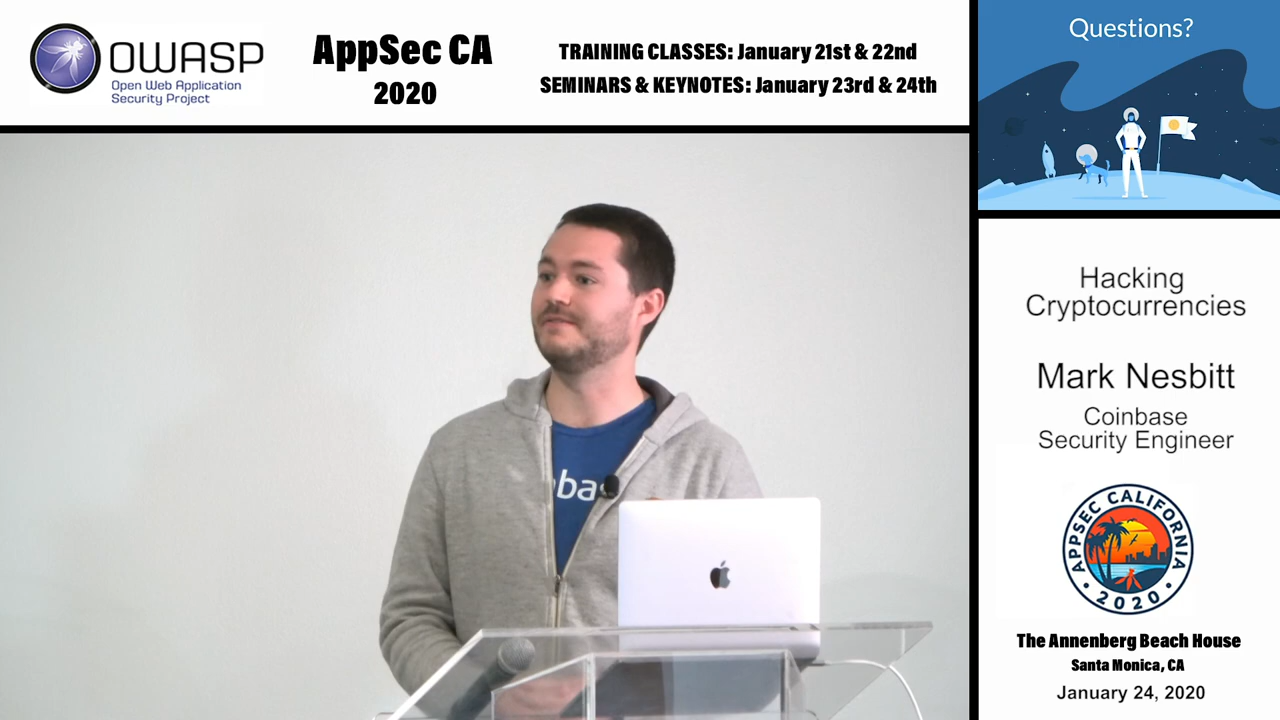 OWASP
Open Web Application
Security Project
AppSec CA
2020
TRAINING CLASSES: January 21st & 22nd
SEMINARS & KEYNOTES: January 23rd & 24th
Questions?
Hacking
Cryptocurrencies
Mark Nesbitt
Coinbase
Security Engineer
APPSEC CALIFORNIA
• 2020 •
The Annenberg Beach House
Santa Monica, CA
January 24, 2020